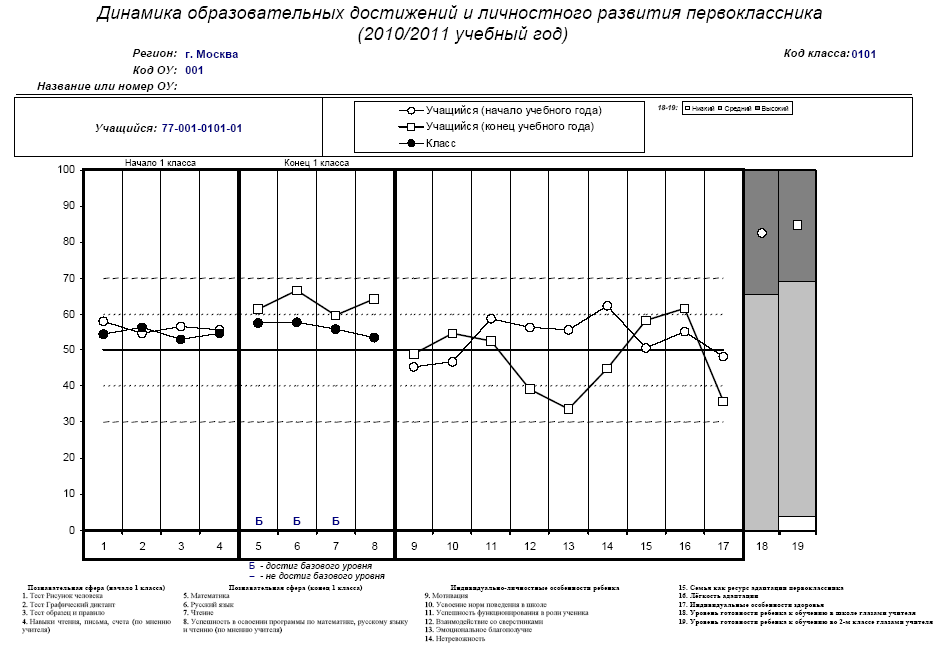 Динамика образовательных достижений и личностного развития первоклассника
(2010/2011 учебный год)
Регион: г. Москва
Код класса: 0101
Код ОУ: 001
Название или номер ОУ:
Учащийся: 77-001-0101-01
Учащийся (начало учебного года)
Учащийся (конец учебного года)
Класс
18-19: Низкий Средний Высокий
Начало 1 класса Конец 1 класса
100
90
80
70
60
50
40
30
20
10
0
Б Б Б
1 2 3 4 5 6 7 8 9 10 11 12 13 14 15 16 17 18 19
Б - достиг базового уровня
– - не достиг базового уровня
Познавательная сфера (начало 1 класса)
1. Тест Рисунок человека
2. Тест Графический диктант
3. Тест образец и правило
4. Навыки чтения, письма, счета (по мнению
учителя)
Познавательная сфера (конец 1 класса)
5. Математика
6. Русский язык
7. Чтение
8. Успешность в освоении программы по математике, русскому языку
и чтению (по мнению учителя)
Индивидуально-личностные особенности ребенка
9. Мотивация
10. Усвоение норм поведения в школе
11. Успешность функционирования в роли ученика
12. Взаимодействие со сверстниками
13. Эмоциональное благополучие
14. Нетревожность
15. Семья как ресурс адаптации первоклассника
16. Лёгкость адаптации
17. Индивидуальные особенности здоровья
18. Уровень готовности ребенка к обучению в школе глазами учителя
19. Уровень готовности ребенка к обучению во 2-м классе глазами учителя